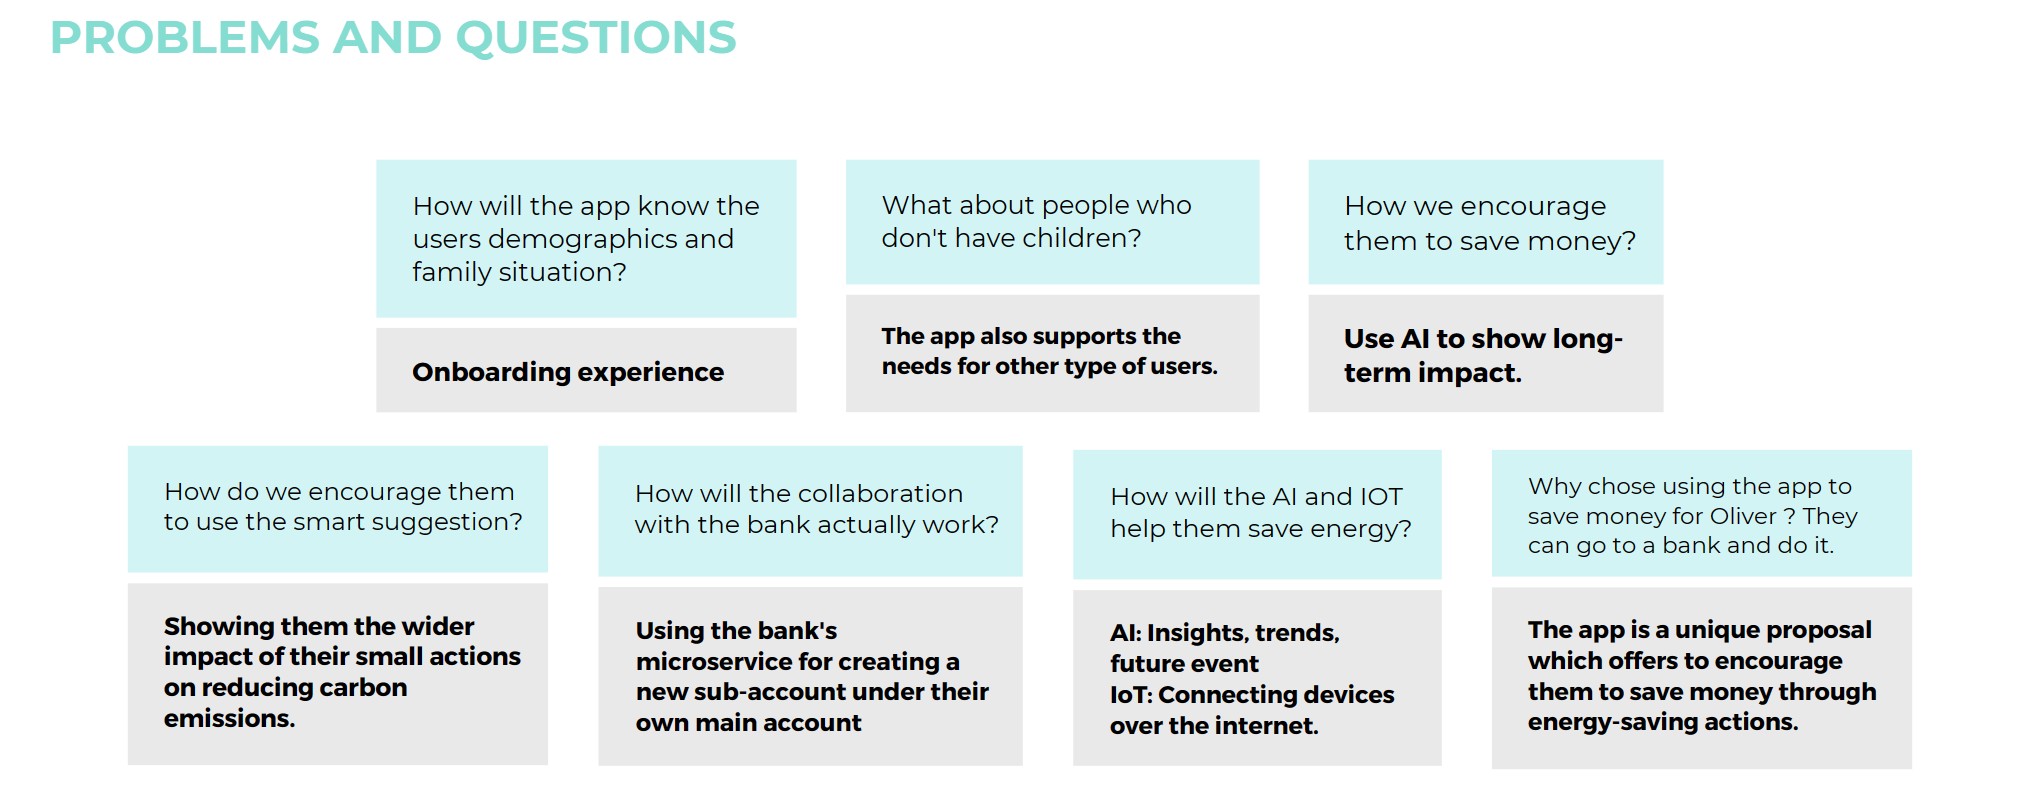 PROBLEMS AND QUESTIONS
How will the app know the
users demographics and
family situation?
Onboarding experience
What about people who
don't have children?
The app also supports the
needs for other type of users.
How we encourage
them to save money?
Use AI to show long-
term impact.
How do we encourage them
to use the smart suggestion?
Showing them the wider
impact of their small actions
on reducing carbon
emissions.
How will the collaboration
with the bank actually work?
Using the bank's
microservice for creating a
new sub-account under their
own main account
How will the AI and IOT
help them save energy?
AI: Insights, trends,
future event
IoT: Connecting devices
over the internet.
Why chose using the app to
save money for Oliver ? They
can go to a bank and do it.
The app is a unique proposal
which offers to encourage
them to save money through
energy-saving actions.